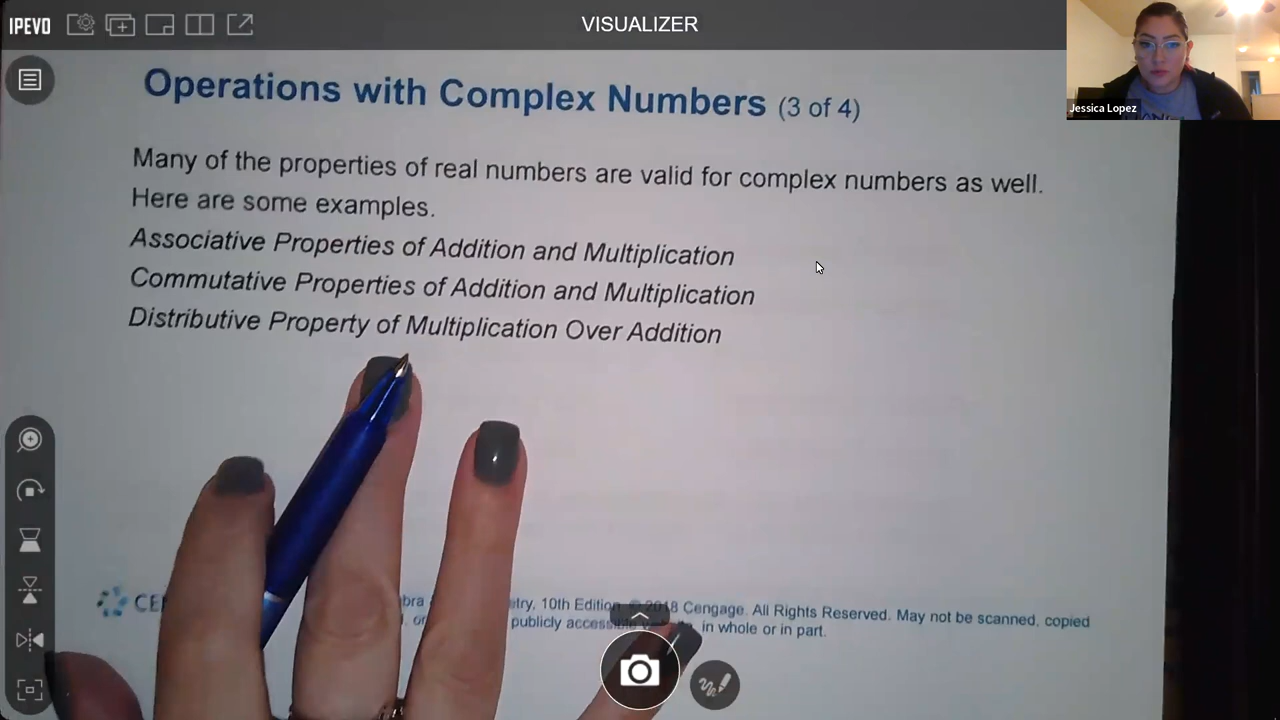 IPEVO
VISUALIZER
Jessica Lopez
Operations with Complex Numbers (3 of 4)
Many of the properties of real numbers are valid for complex numbers as well.
Here are some examples.
Associative Properties of Addition and Multiplication
Commutative Properties of Addition and Multiplication
Distributive Property of Multiplication Over Addition
10th Edition, © 2018 Cengage. All Rights Reserved. May not be scanned, copied
publicly in whole or in part.